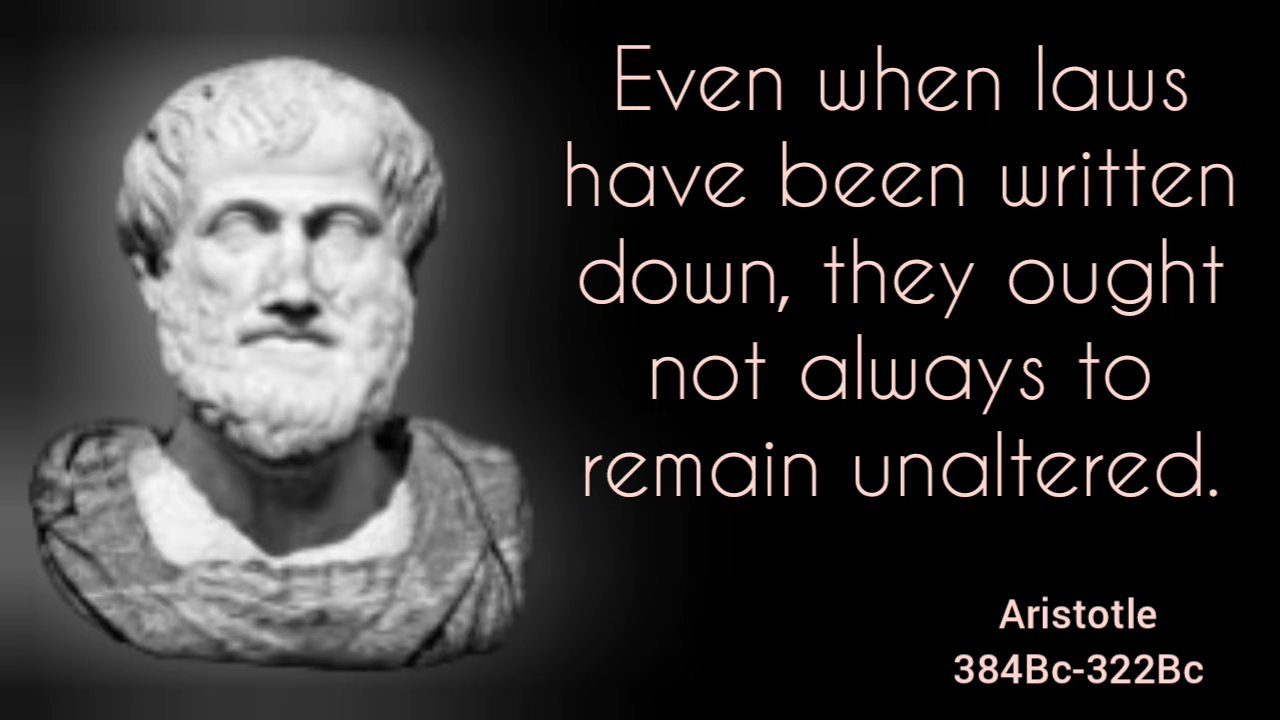 Even when laws
have been written
down, they ought
not always to
remain unaltered.
Aristotle
384Bc-322Bc